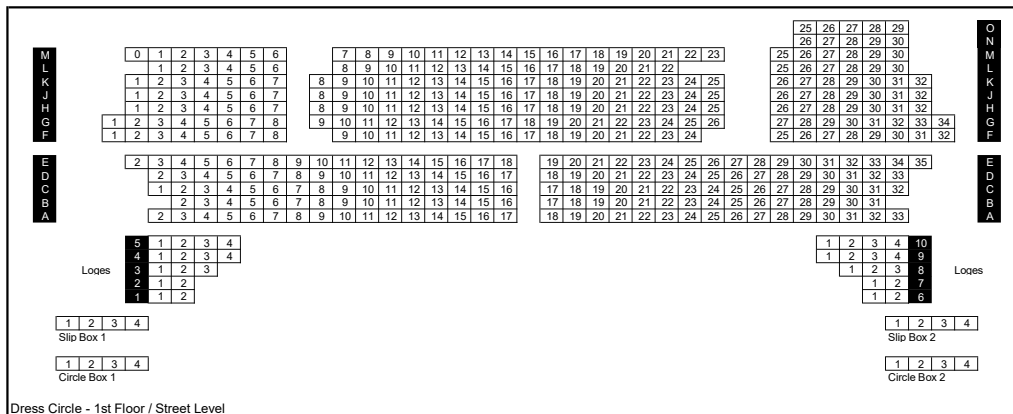 25 26 27 28 29 O
26 27 28 29 30 N
M 0 1 2 3 4 5 6 7 8 9 10 11 12 13 14 15 16 17 18 19 20 21 22 23 25 26 27 28 29 30 M
L 1 2 3 4 5 6 8 9 10 11 12 13 14 15 16 17 18 19 20 21 22 25 26 27 28 29 30 L
K 1 2 3 4 5 6 7 8 9 10 11 12 13 14 15 16 17 18 19 20 21 22 23 24 25 26 27 28 29 30 31 32 K
J 1 2 3 4 5 6 7 8 9 10 11 12 13 14 15 16 17 18 19 20 21 22 23 24 25 26 27 28 29 30 31 32 J
H 1 2 3 4 5 6 7 8 9 10 11 12 13 14 15 16 17 18 19 20 21 22 23 24 25 26 27 28 29 30 31 32 H
G 1 2 3 4 5 6 7 8 9 10 11 12 13 14 15 16 17 18 19 20 21 22 23 24 25 26 27 28 29 30 31 32 33 34 G
F 1 2 3 4 5 6 7 8 9 10 11 12 13 14 15 16 17 18 19 20 21 22 23 24 25 26 27 28 29 30 31 32 F
E 2 3 4 5 6 7 8 9 10 11 12 13 14 15 16 17 18 19 20 21 22 23 24 25 26 27 28 29 30 31 32 33 34 35 E
D 2 3 4 5 6 7 8 9 10 11 12 13 14 15 16 17 18 19 20 21 22 23 24 25 26 27 28 29 30 31 32 33 D
C 1 2 3 4 5 6 7 8 9 10 11 12 13 14 15 16 17 18 19 20 21 22 23 24 25 26 27 28 29 30 31 32 C
B 2 3 4 5 6 7 8 9 10 11 12 13 14 15 16 17 18 19 20 21 22 23 24 25 26 27 28 29 30 31 B
A 2 3 4 5 6 7 8 9 10 11 12 13 14 15 16 17 18 19 20 21 22 23 24 25 26 27 28 29 30 31 32 33 A
5 1 2 3 4 1 2 3 4 10
4 1 2 3 4 1 2 3 4 9
Loges 3 1 2 3 1 2 3 8 Loges
2 1 2 1 2 7
1 1 2 1 2 6
1 2 3 4 1 2 3 4
Slip Box 1 Slip Box 2
1 2 3 4 1 2 3 4
Circle Box 1 Circle Box 2
Dress Circle - 1st Floor / Street Level